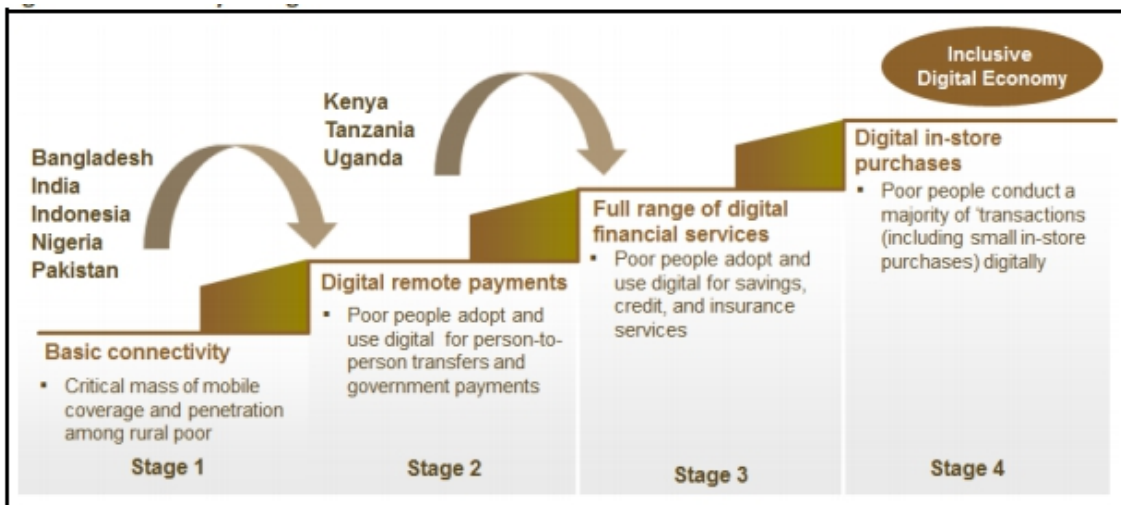 Inclusive
Digital Economy
Kenya
Tanzania
Uganda
Bangladesh
India
Indonesia
Nigeria
Pakistan
Basic connectivity
▪ Critical mass of mobile
coverage and penetration
among rural poor
Stage 1
Digital remote payments
▪ Poor people adopt and
use digital for person-to-
person transfers and
government payments
Stage 2
Full range of digital
financial services
▪ Poor people adopt and
use digital for savings,
credit, and insurance
services
Stage 3
Digital in-store
purchases
▪ Poor people conduct a
majority of 'transactions
(including small in-store
purchases) digitally
Stage 4